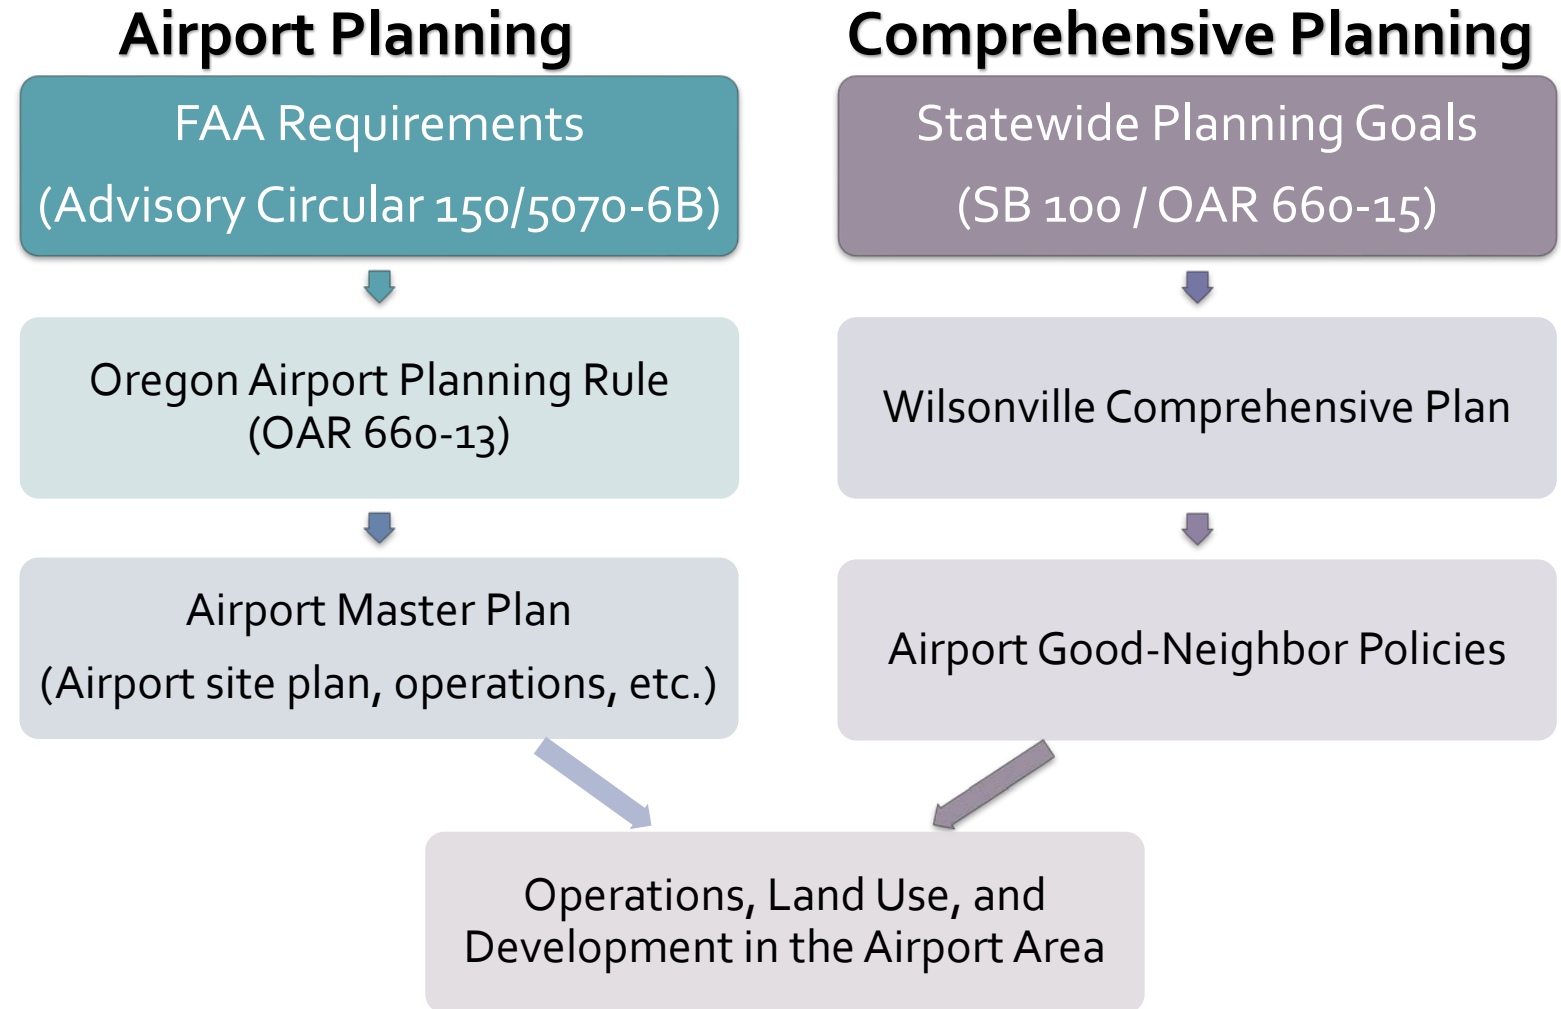 Airport Planning
FAA Requirements
(Advisory Circular 150/5070-6B)
Oregon Airport Planning Rule
(OAR 660-13)
Airport Master Plan
(Airport site plan, operations, etc.)
Comprehensive Planning
Statewide Planning Goals
(SB 100 / OAR 660-15)
Wilsonville Comprehensive Plan
Airport Good-Neighbor Policies
Operations, Land Use, and
Development in the Airport Area